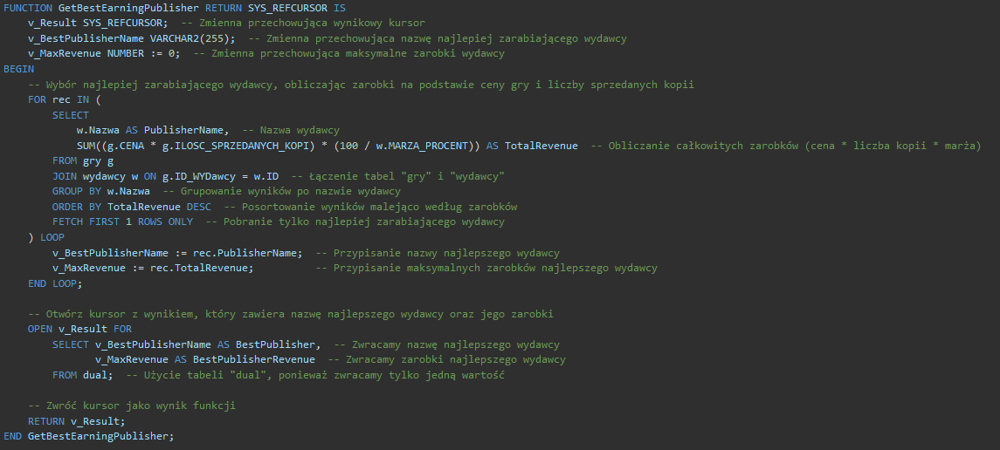 FUNCTION GetBestEarningPublisher RETURN SYS_REFCURSOR IS
    v_Result SYS_REFCURSOR;  -- Zmienna przechowująca wynikowy kursor
    v_BestPublisherName VARCHAR2(255);  -- Zmienna przechowująca nazwę najlepiej zarabiającego wydawcy
    v_MaxRevenue NUMBER := 0;  -- Zmienna przechowująca maksymalne zarobki wydawcy
BEGIN
    -- Wybór najlepiej zarabiającego wydawcy, obliczając zarobki na podstawie ceny gry i liczby sprzedanych kopii
    FOR rec IN (
        SELECT
            w.Nazwa AS PublisherName,  -- Nazwa wydawcy
            SUM((g.CENA * g.ILOSC_SPRZEDANYCH_KOPI) * (100 / w.MARZA_PROCENT)) AS TotalRevenue  -- Obliczanie całkowitych zarobków (cena * liczba kopii * marża)
        FROM gry g
        JOIN wydawcy w ON g.ID_WYDawcy = w.ID  -- Łączenie tabel "gry" i "wydawcy"
        GROUP BY w.Nazwa  -- Grupowanie wyników po nazwie wydawcy
        ORDER BY TotalRevenue DESC  -- Posortowanie wyników malejąco według zarobków
        FETCH FIRST 1 ROWS ONLY  -- Pobranie tylko najlepiej zarabiającego wydawcy
    ) LOOP
        v_BestPublisherName := rec.PublisherName;  -- Przypisanie nazwy najlepszego wydawcy
        v_MaxRevenue := rec.TotalRevenue;          -- Przypisanie maksymalnych zarobków najlepszego wydawcy
    END LOOP;

    -- Otwórz kursor z wynikiem, który zawiera nazwę najlepszego wydawcy oraz jego zarobki
    OPEN v_Result FOR
        SELECT v_BestPublisherName AS BestPublisher,  -- Zwracamy nazwę najlepszego wydawcy
               v_MaxRevenue AS BestPublisherRevenue  -- Zwracamy zarobki najlepszego wydawcy
        FROM dual;  -- Użycie tabeli "dual", ponieważ zwracamy tylko jedną wartość

    -- Zwróć kursor jako wynik funkcji
    RETURN v_Result;
END GetBestEarningPublisher;